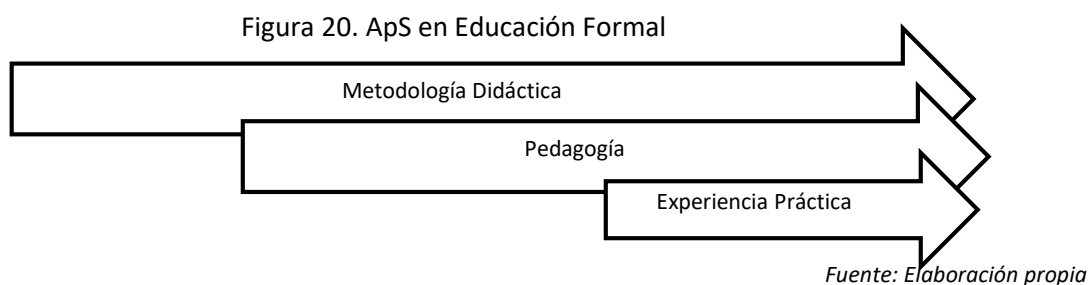 Figura 20. ApS en Educación Formal
Metodología Didáctica
Pedagogía
Experiencia Práctica
Fuente: Elaboración propia